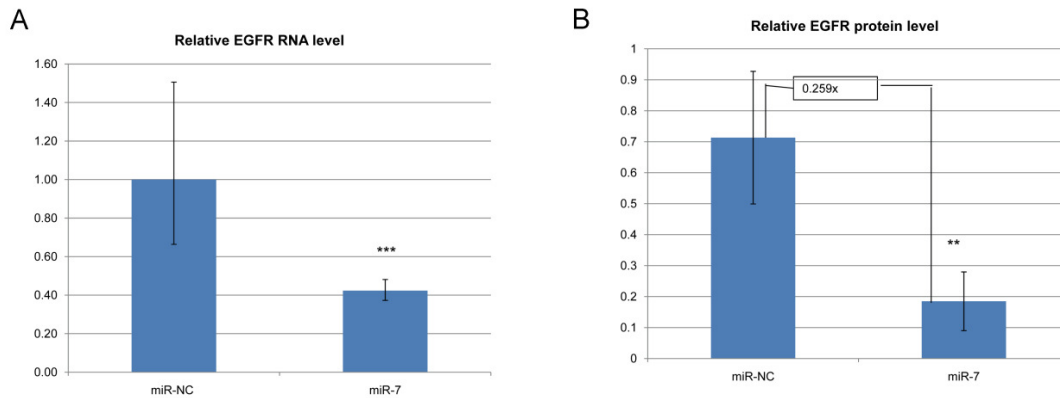 A
Relative EGFR RNA level
1.60
1.40
1.20
1.00
0.80
0.60
0.40
0.20
0.00
***
miR-NC
miR-7
B
Relative EGFR protein level
1
0.9
0.8
0.7
0.6
0.5
0.4
0.3
0.2
0.1
0
0.259x
**
miR-NC
miR-7